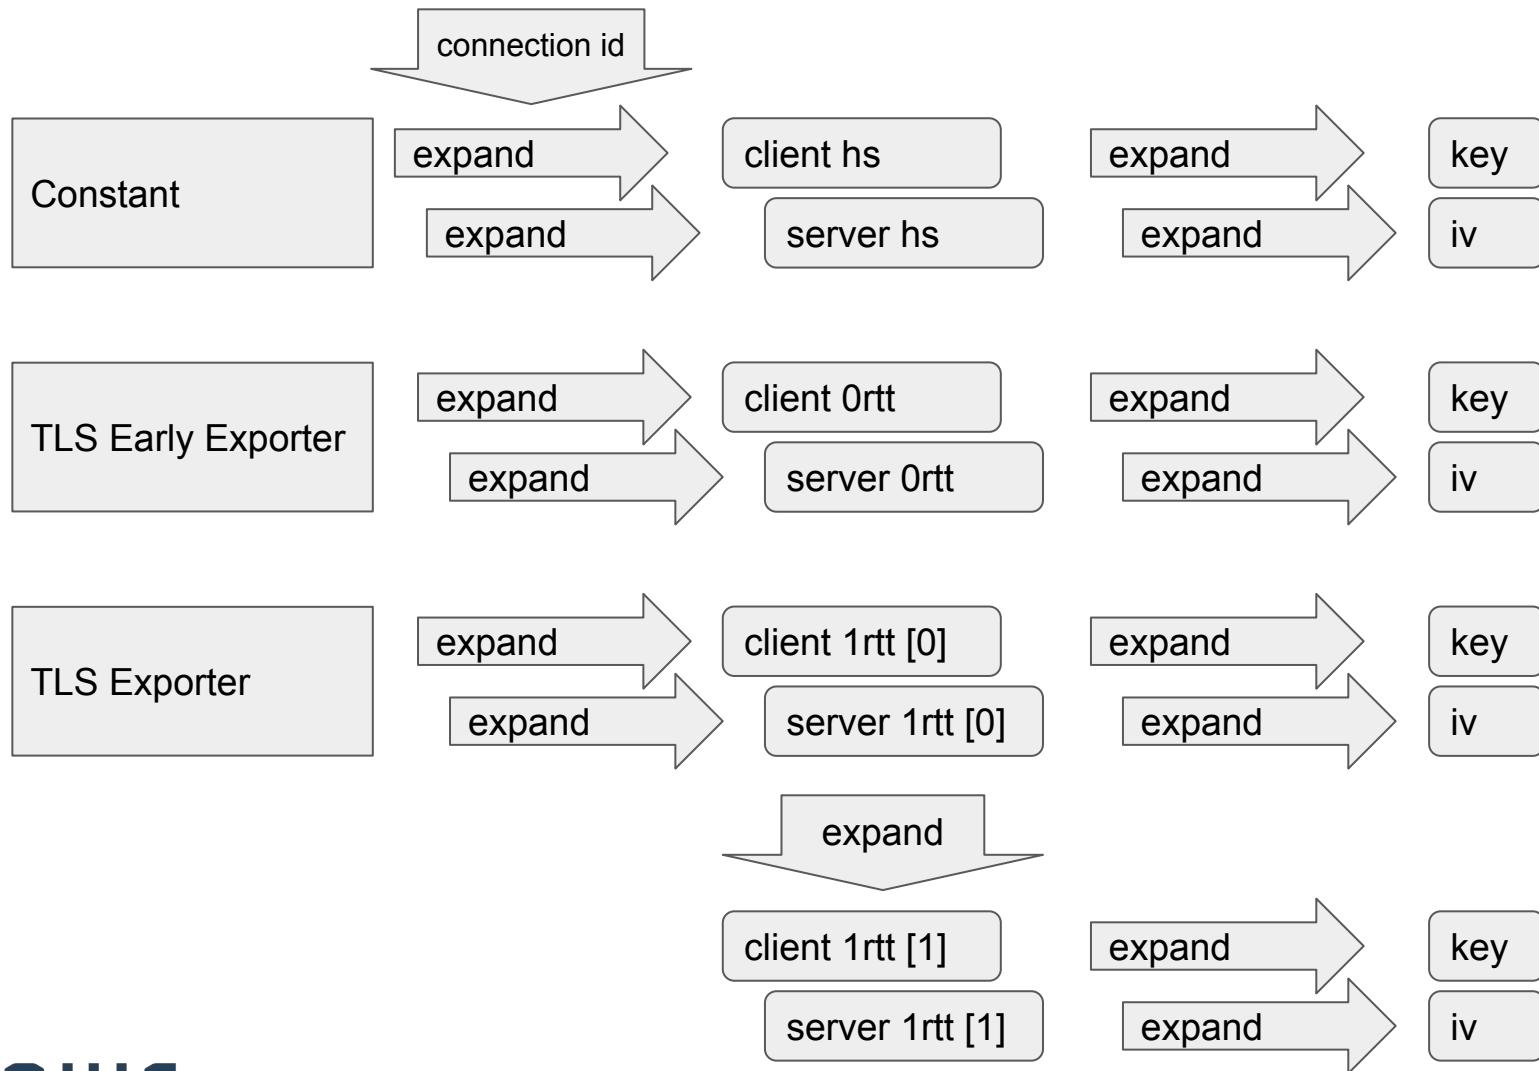 connection id
Constant
expand
client hs
expand
key
expand
server hs
expand
iv
TLS Early Exporter
expand
client 0rtt
expand
key
expand
server 0rtt
expand
iv
TLS Exporter
expand
client 1rtt [0]
expand
key
expand
server 1rtt [0]
expand
iv
expand
client 1rtt [1]
expand
key
server 1rtt [1]
expand
iv